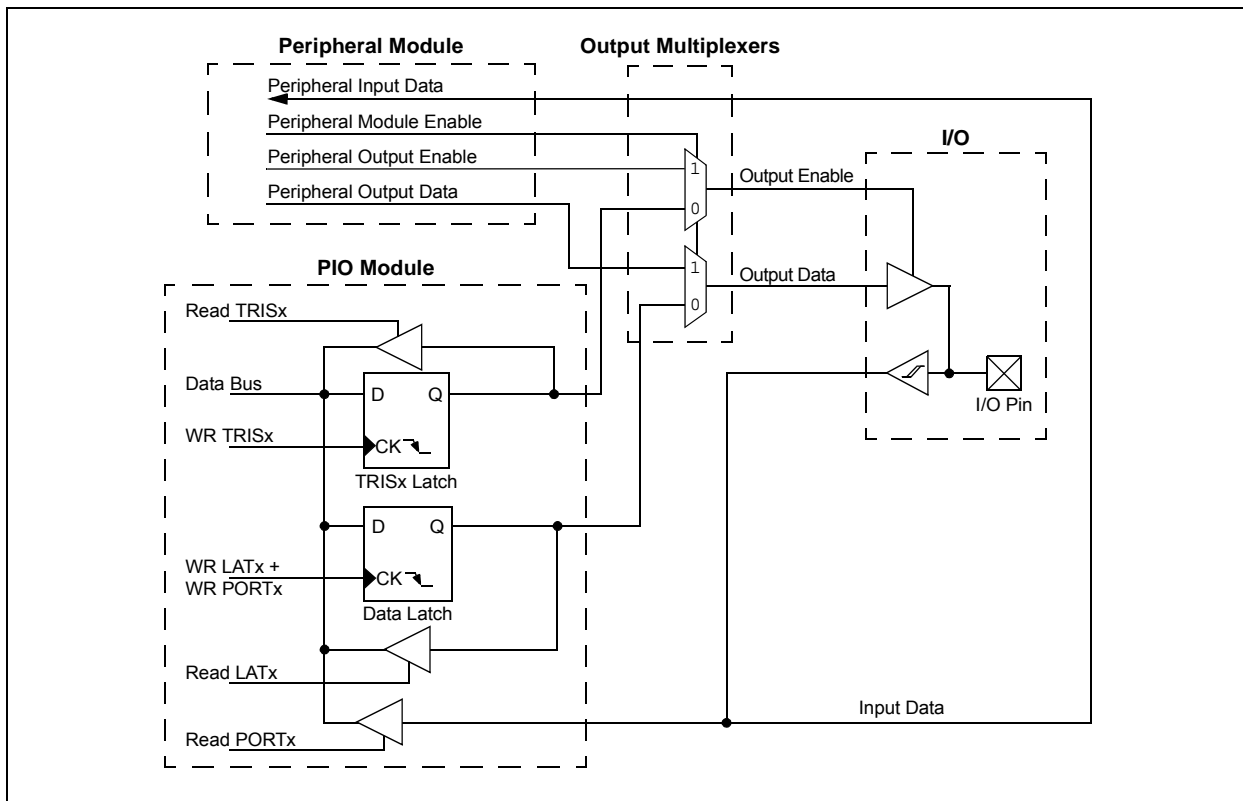 Peripheral Module
Output Multiplexers
Peripheral Input Data
Peripheral Module Enable
Peripheral Output Enable
Peripheral Output Data
1
0
1
0
Output Enable
Output Data
I/O
I/O Pin
PIO Module
Read TRISx
Data Bus
D
Q
WR TRISx
CK
TRISx Latch
D
Q
WR LATx +
WR PORTx
CK
Data Latch
Read LATx
Read PORTx
Input Data